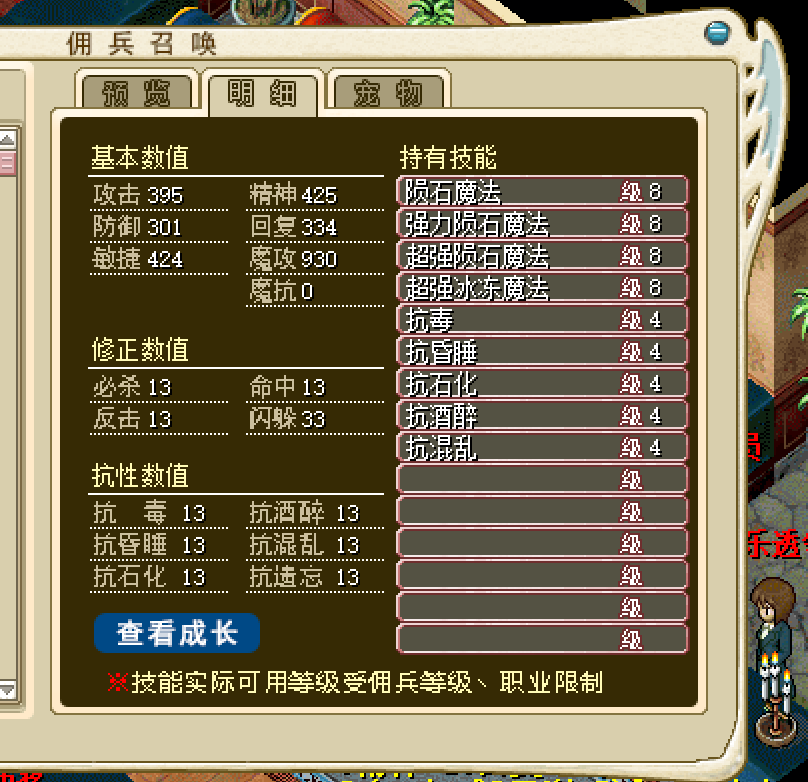 佣兵召唤
预览 明细 宠物
基本数值
攻击 395 精神 425
防御 301 回复 334
敏捷 424 魔攻 930
魔抗 0
修正数值
必杀 13 命中 13
反击 13 闪躲 33
抗性数值
抗 毒 13 抗酒醉 13
抗昏睡 13 抗混乱 13
抗石化 13 抗遗忘 13
查看成长
持有技能
陨石魔法 级 8
强力陨石魔法 级 8
超强陨石魔法 级 8
超强冰冻魔法 级 8
抗毒 级 4
抗昏睡 级 4
抗石化 级 4
抗酒醉 级 4
抗混乱 级 4
级
级
级
级
级
级
※技能实际可用等级受佣兵等级、职业限制
员
乐透